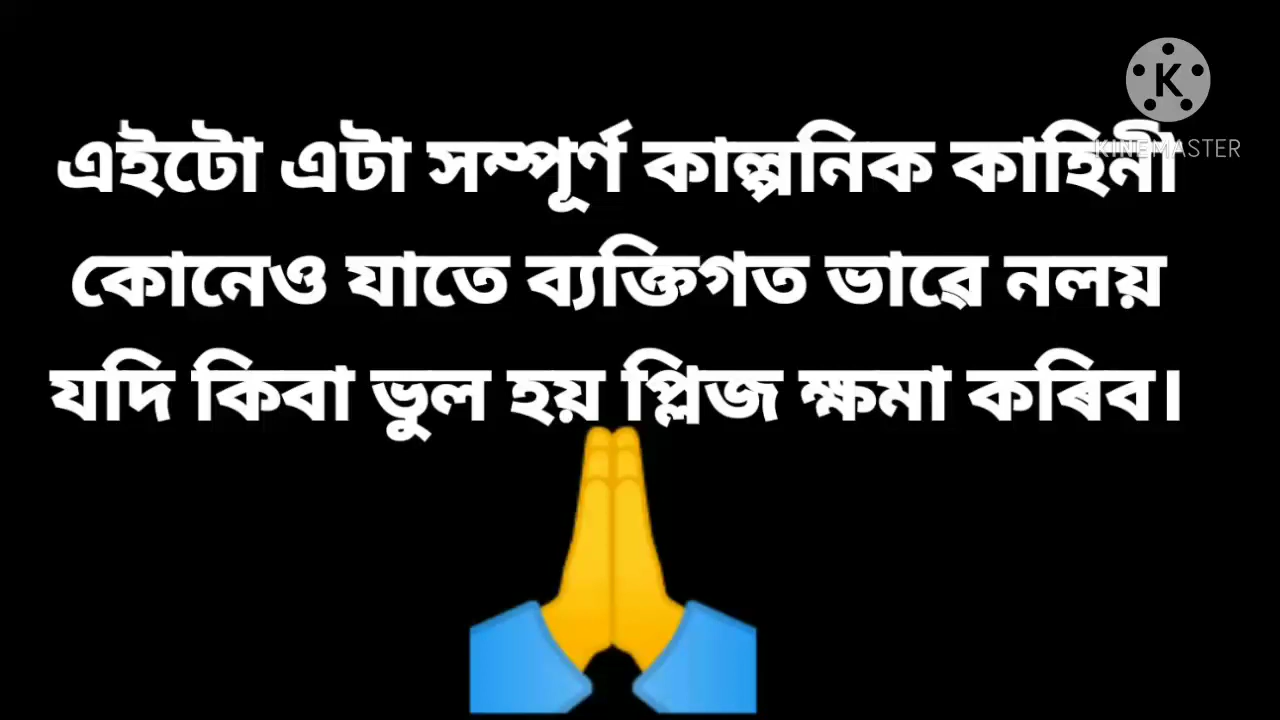 এইটো এটা সম্পূৰ্ণ কাল্পনিক কাহিনী
কোনেও যাতে ব্যক্তিগত ভাৱে নলয়
যদি কিবা ভুল হয় প্লিজ ক্ষমা কৰিব।
K
KINEMASTER